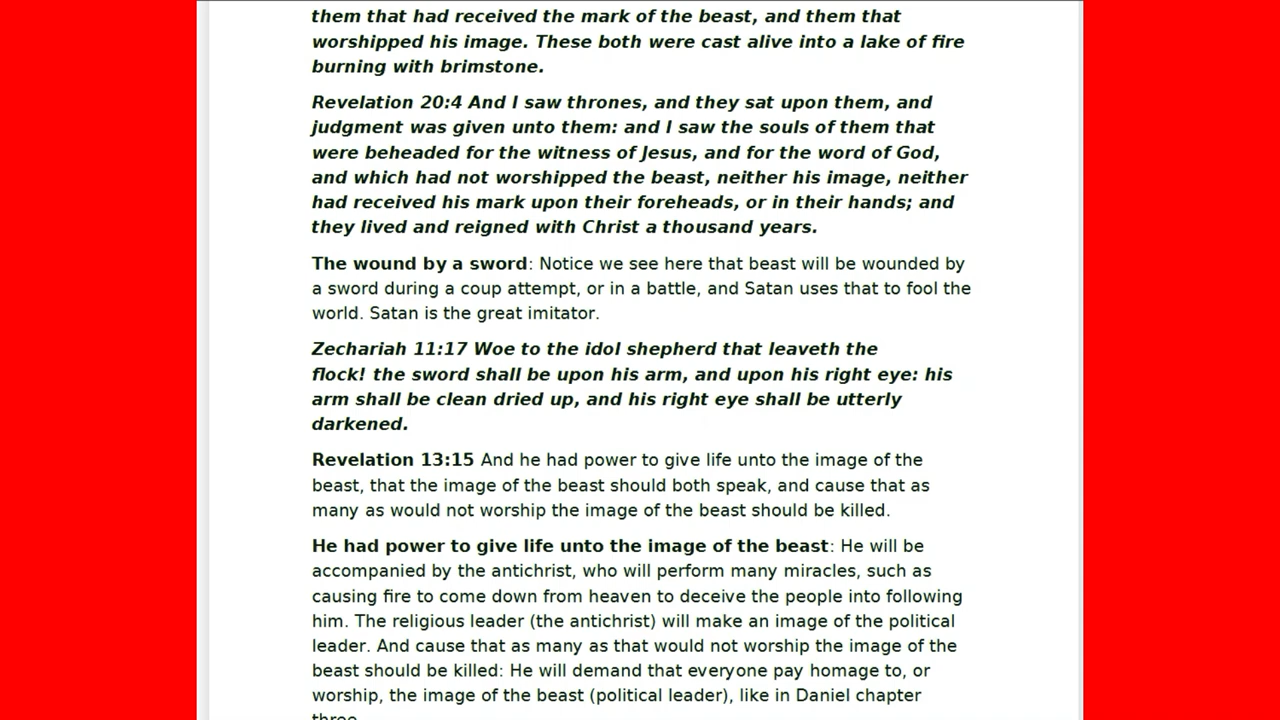 them that had received the mark of the beast, and them that
worshipped his image. These both were cast alive into a lake of fire
burning with brimstone.
Revelation 20:4 And I saw thrones, and they sat upon them, and
judgment was given unto them: and I saw the souls of them that
were beheaded for the witness of Jesus, and for the word of God,
and which had not worshipped the beast, neither his image, neither
had received his mark upon their foreheads, or in their hands; and
they lived and reigned with Christ a thousand years.
The wound by a sword: Notice we see here that beast will be wounded by
a sword during a coup attempt, or in a battle, and Satan uses that to fool the
world. Satan is the great imitator.
Zechariah 11:17 Woe to the idol shepherd that leaveth the
flock! the sword shall be upon his arm, and upon his right eye: his
arm shall be clean dried up, and his right eye shall be utterly
darkened.
Revelation 13:15 And he had power to give life unto the image of the
beast, that the image of the beast should both speak, and cause that as
many as would not worship the image of the beast should be killed.
He had power to give life unto the image of the beast: He will be
accompanied by the antichrist, who will perform many miracles, such as
causing fire to come down from heaven to deceive the people into following
him. The religious leader (the antichrist) will make an image of the political
leader. And cause that as many as that would not worship the image of the
beast should be killed: He will demand that everyone pay homage to, or
worship, the image of the beast (political leader), like in Daniel chapter
three.